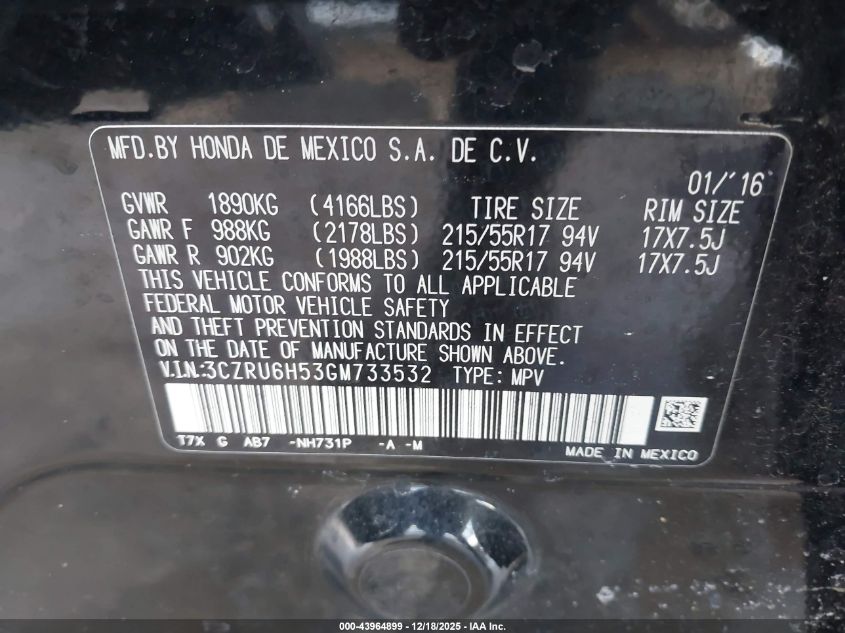 MFD.BY HONDA DE MEXICO S.A. DE C.V.
01/'16
GVWR 1890KG (4166LBS) TIRE SIZE RIM SIZE
GAWR F 988KG (2178LBS) 215/55R17 94V 17X7.5J
GAWR R 902KG (1988LBS) 215/55R17 94V 17X7.5J
THIS VEHICLE CONFORMS TO ALL APPLICABLE
FEDERAL MOTOR VEHICLE SAFETY
AND THEFT PREVENTION STANDARDS IN EFFECT
ON THE DATE OF MANUFACTURE SHOWN ABOVE.
V.I.N.:3CZRU6H53GM733532 TYPE: MPV
T7X G AB7 -NH731P -A -M
MADE IN MEXICO
000-43964899 - 12/18/2025 - IAA Inc.